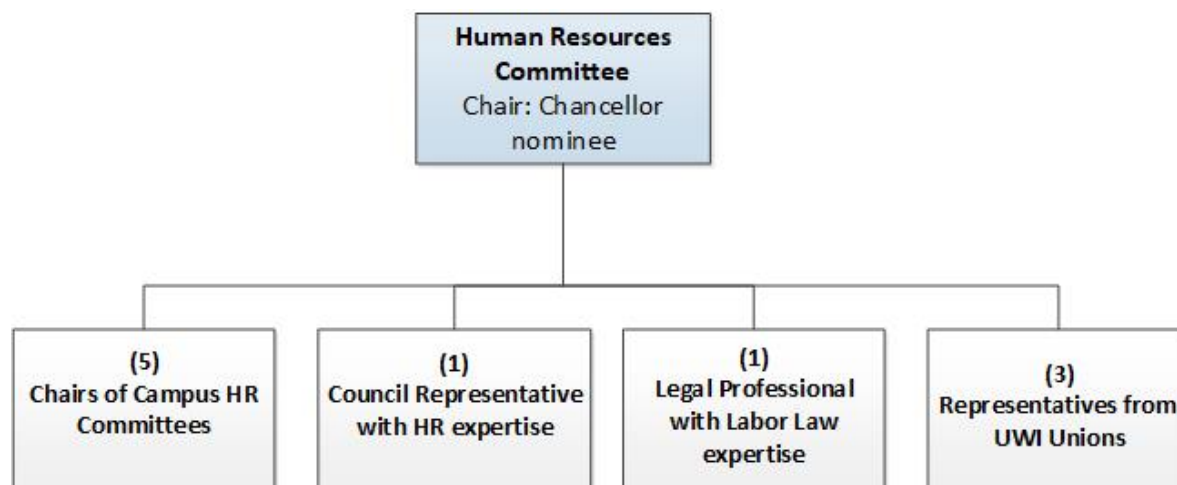 Human Resources
Committee
Chair: Chancellor
nominee
(5)
Chairs of Campus HR
Committees
(1)
Council Representative
with HR expertise
(1)
Legal Professional
with Labor Law
expertise
(3)
Representatives from
UWI Unions